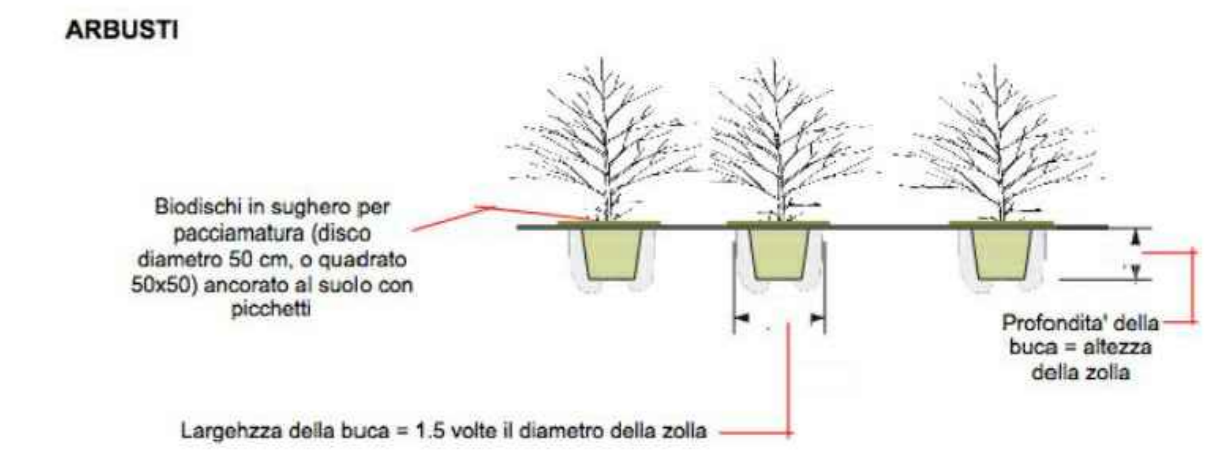 ARBUSTI
Biodischi in sughero per
pacciamatura (disco
diametro 50 cm, o quadrato
50x50) ancorato al suolo con
picchetti
Profondita' della
buca = altezza
della zolla
Largehzza della buca = 1.5 volte il diametro della zolla